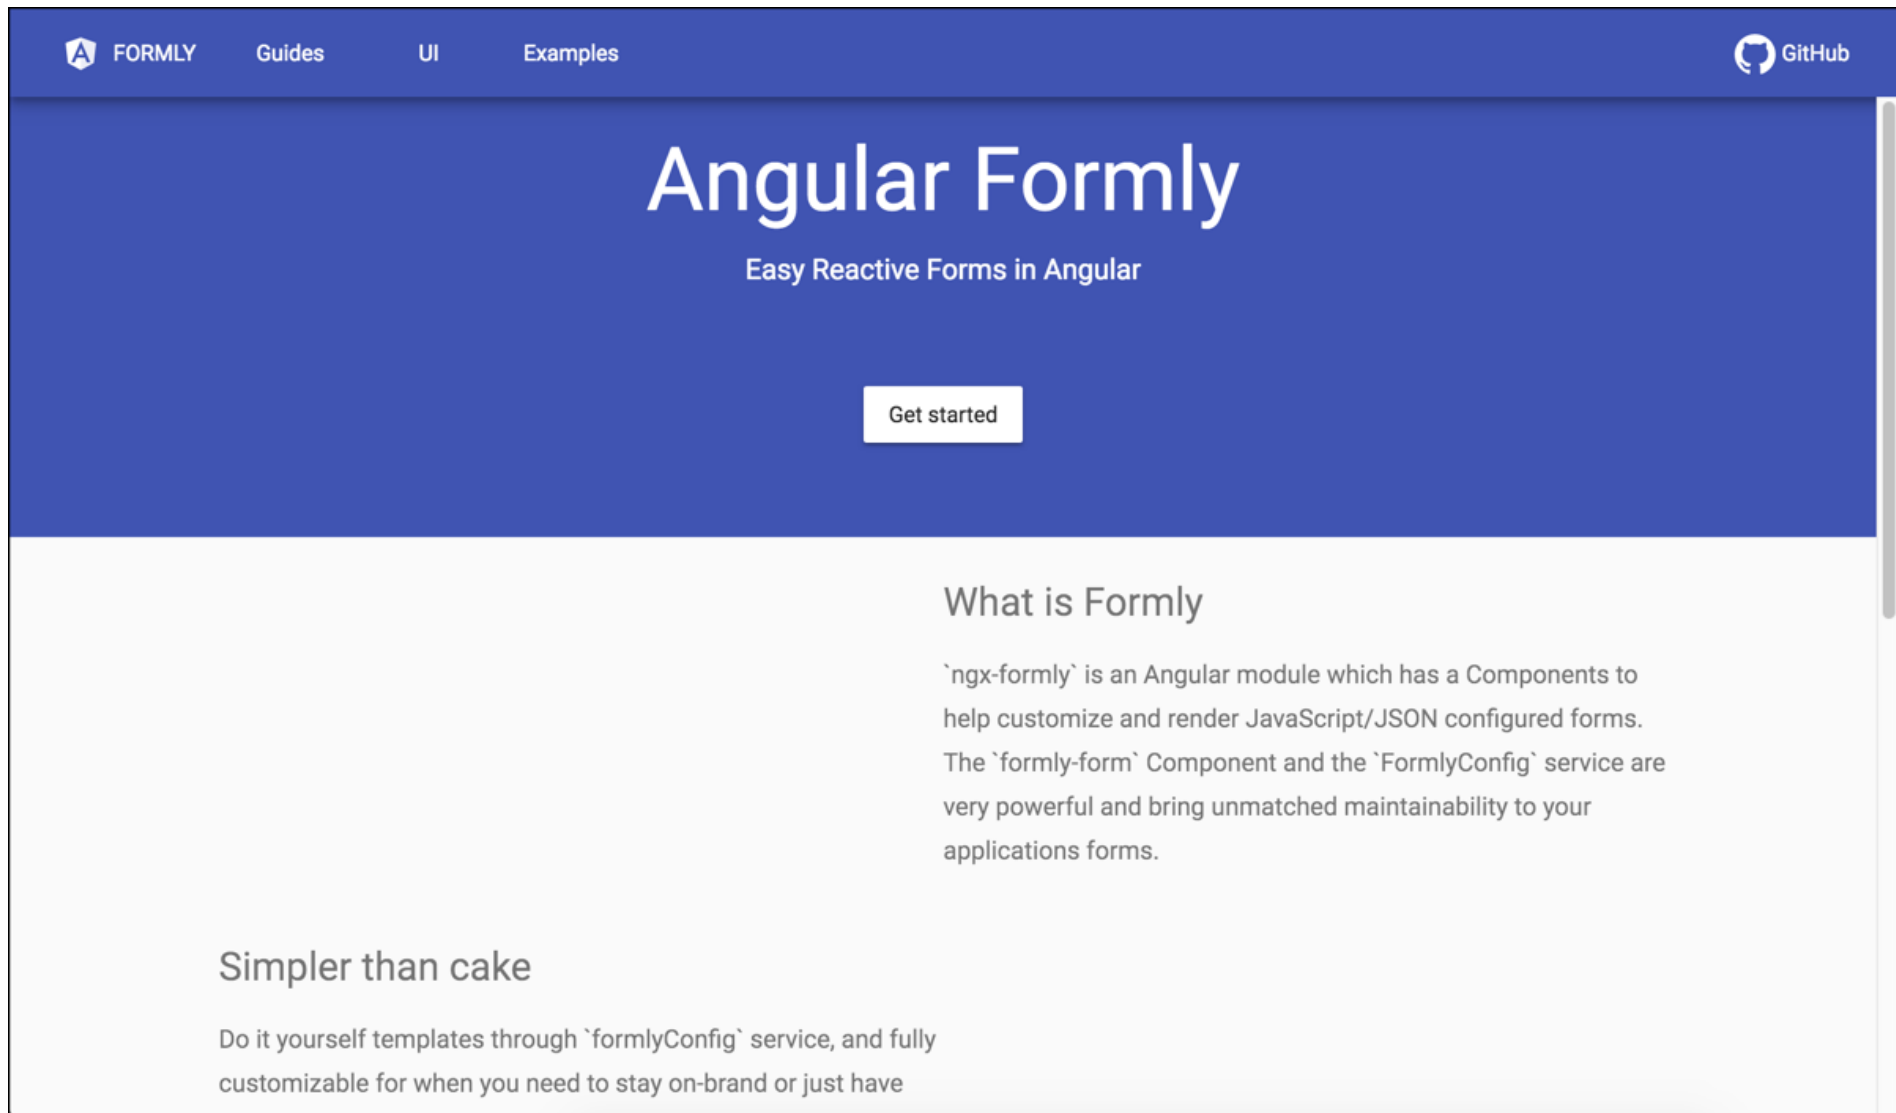 FORMLY Guides UI Examples GitHub
Angular Formly
Easy Reactive Forms in Angular
Get started
What is Formly
`ngx-formly` is an Angular module which has a Components to
help customize and render JavaScript/JSON configured forms.
The `formly-form` Component and the `FormlyConfig` service are
very powerful and bring unmatched maintainability to your
applications forms.
Simpler than cake
Do it yourself templates through `formlyConfig` service, and fully
customizable for when you need to stay on-brand or just have